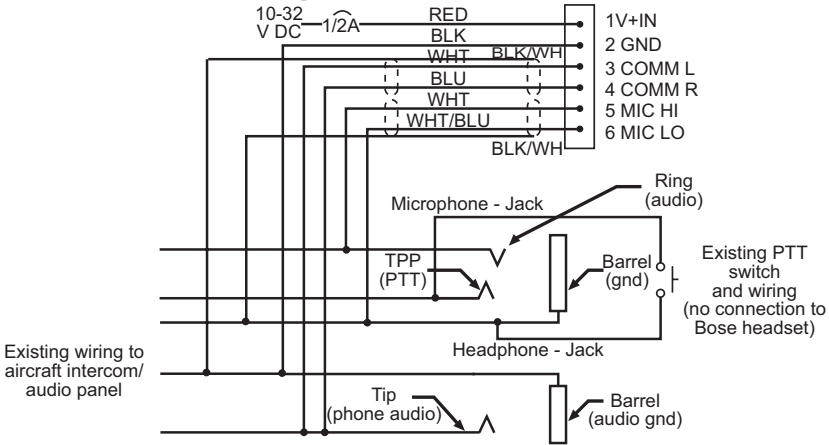 10-32
V DC
1/2A
RED
BLK
BLK/WH
WHT
BLU
WHT
WHT/BLU
BLK/WH
1V+IN
2 GND
3 COMM L
4 COMM R
5 MIC HI
6 MIC LO
Microphone - Jack
Ring
(audio)
TPP
(PTT)
Barrel
(gnd)
Existing PTT
switch
and wiring
(no connection to
Bose headset)
Headphone - Jack
Existing wiring to
aircraft intercom/
audio panel
Tip
(phone audio)
Barrel
(audio gnd)